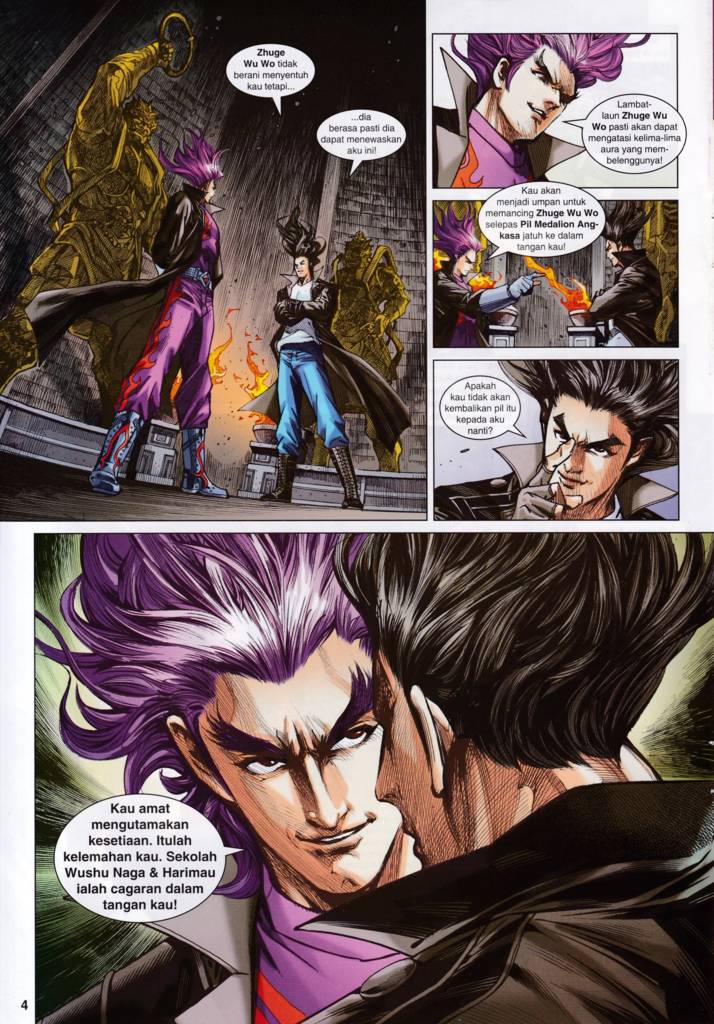 Zhuge
Wu Wo tidak
berani menyentuh
kau tetapi...
...dia
berasa pasti dia
dapat menewaskan
aku ini!
Lambat-
laun Zhuge Wu
Wo pasti akan dapat
mengatasi kelima-lima
aura yang mem-
belenggunya!
Kau akan
menjadi umpan untuk
memancing Zhuge Wu Wo
selepas Pil Medalion Ang-
kasa jatuh ke dalam
tangan kau!
Apakah
kau tidak akan
kembalikan pil itu
kepada aku
nanti?
Kau amat
mengutamakan
kesetiaan. Itulah
kelemahan kau. Sekolah
Wushu Naga & Harimau
ialah cagaran dalam
tangan kau!
4